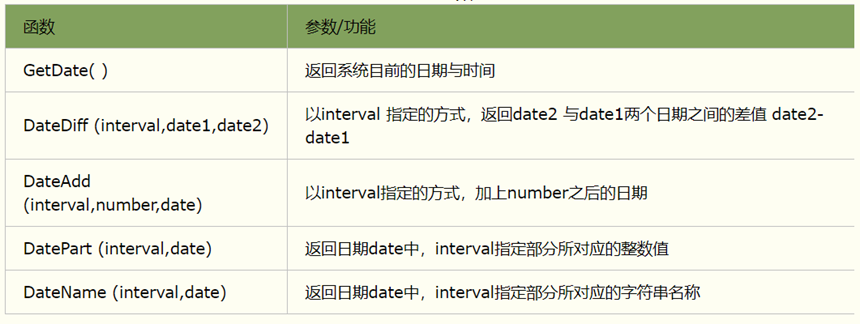 函数 参数/功能
GetDate( ) 返回系统目前的日期与时间
DateDiff (interval,date1,date2) 以interval 指定的方式，返回date2 与date1两个日期之间的差值 date2-
date1
DateAdd
(interval,number,date) 以interval指定的方式，加上number之后的日期
DatePart (interval,date) 返回日期date中，interval指定部分所对应的整数值
DateName (interval,date) 返回日期date中，interval指定部分所对应的字符串名称